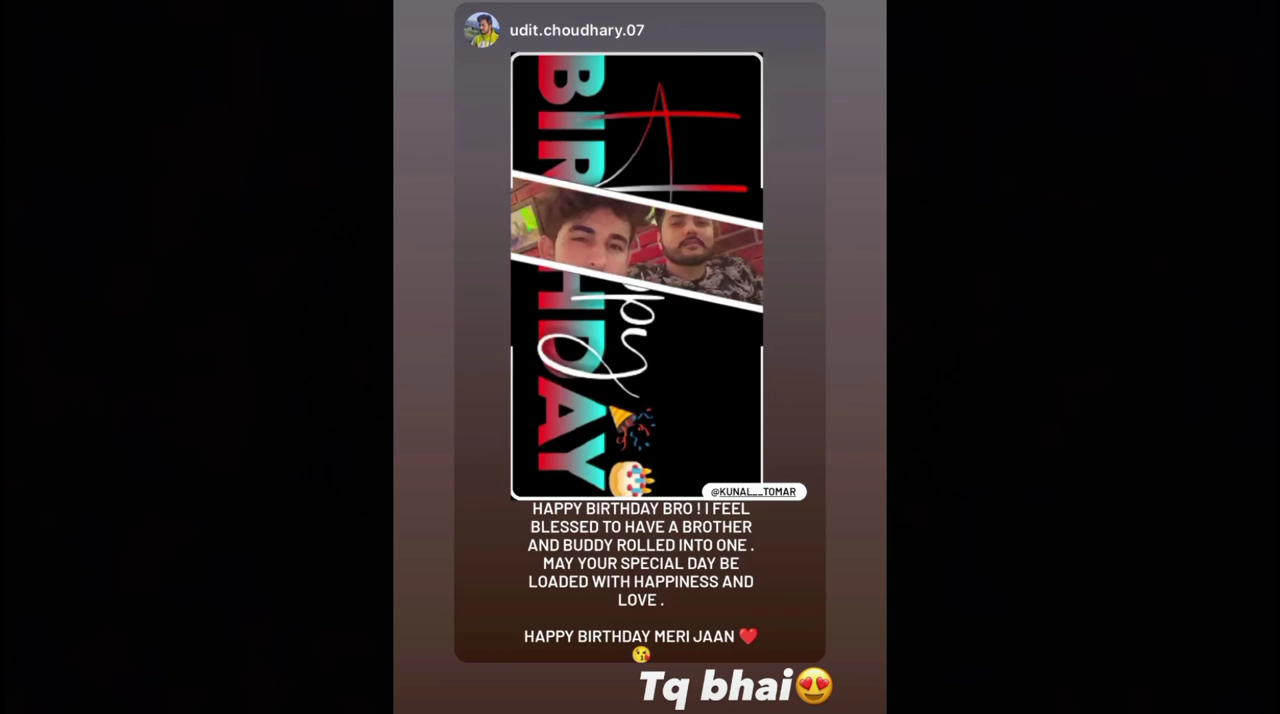 udit.choudhary.07
BIRTHDAY
Happy
@KUNAL__TOMAR
HAPPY BIRTHDAY BRO ! I FEEL
BLESSED TO HAVE A BROTHER
AND BUDDY ROLLED INTO ONE .
MAY YOUR SPECIAL DAY BE
LOADED WITH HAPPINESS AND
LOVE .
HAPPY BIRTHDAY MERI JAAN ❤️
😘
Tq bhai😍